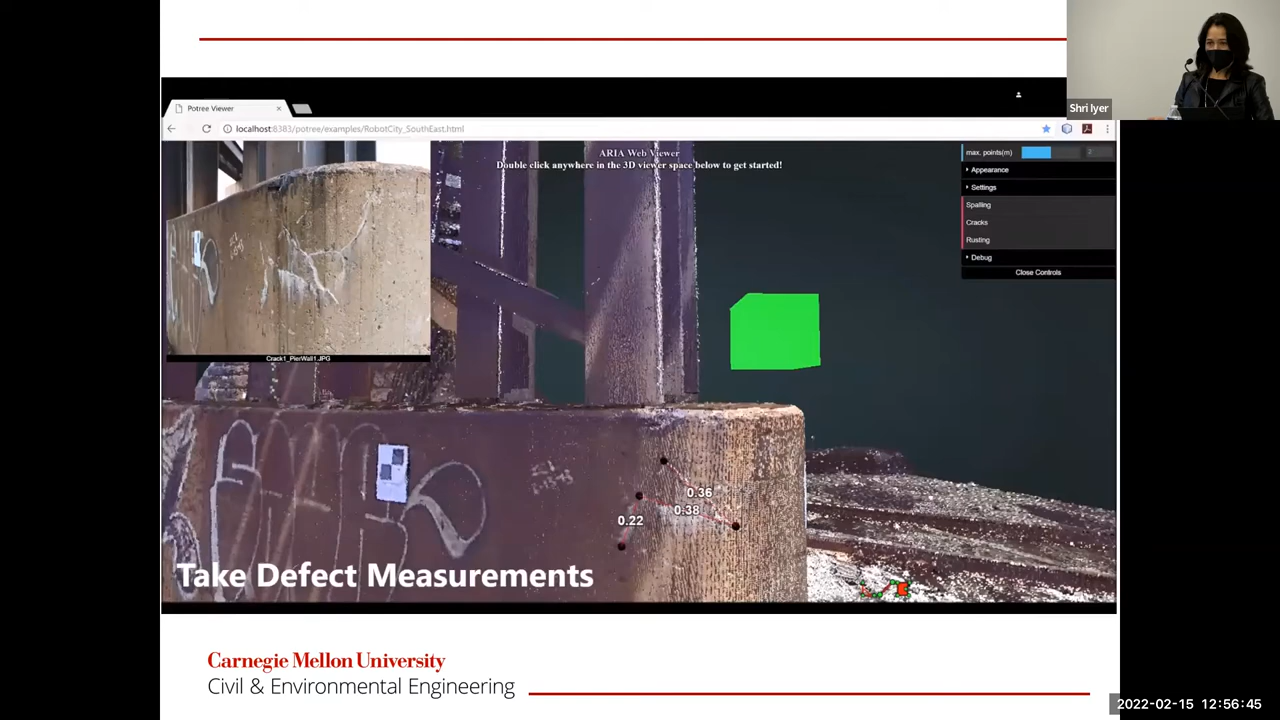 Shri Iyer
Potree Viewer
localhost:8383/potree/examples/RobotCity_SouthEast.html
ARIA Web Viewer
Double click anywhere in the 3D viewer space below to get started!
max. points(m)
Appearance
Settings
Spalling
Cracks
Rusting
Debug
Close Controls
Crack1_PierWall1.JPG
0.36
0.38
0.22
Take Defect Measurements
Carnegie Mellon University
Civil & Environmental Engineering
2022-02-15 12:56:45